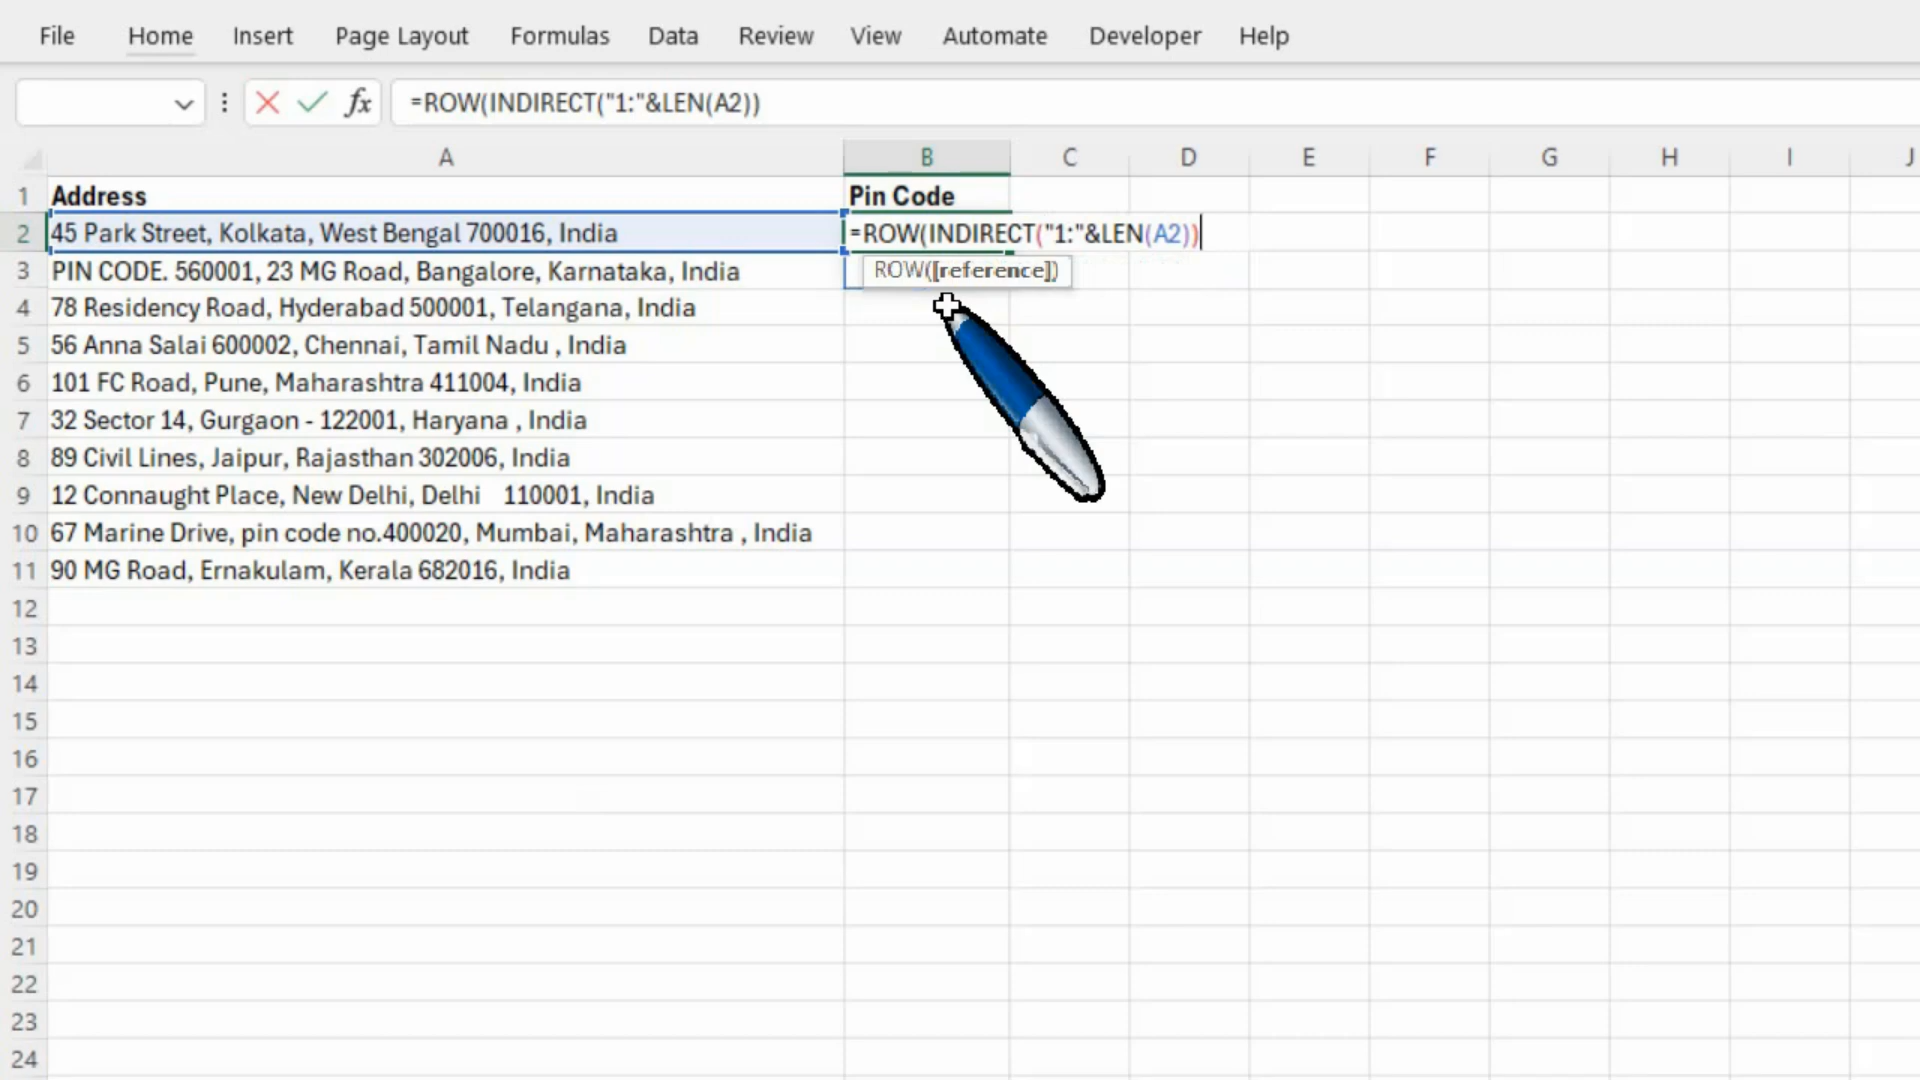 File Home Insert Page Layout Formulas Data Review View Automate Developer Help
fx =ROW(INDIRECT("1:"&LEN(A2))
A B C D E F G H I J
1 Address Pin Code
2 45 Park Street, Kolkata, West Bengal 700016, India =ROW(INDIRECT("1:"&LEN(A2))
3 PIN CODE. 560001, 23 MG Road, Bangalore, Karnataka, India ROW([reference])
4 78 Residency Road, Hyderabad 500001, Telangana, India
5 56 Anna Salai 600002, Chennai, Tamil Nadu , India
6 101 FC Road, Pune, Maharashtra 411004, India
7 32 Sector 14, Gurgaon - 122001, Haryana , India
8 89 Civil Lines, Jaipur, Rajasthan 302006, India
9 12 Connaught Place, New Delhi, Delhi    110001, India
10 67 Marine Drive, pin code no.400020, Mumbai, Maharashtra , India
11 90 MG Road, Ernakulam, Kerala 682016, India
12
13
14
15
16
17
18
19
20
21
22
23
24